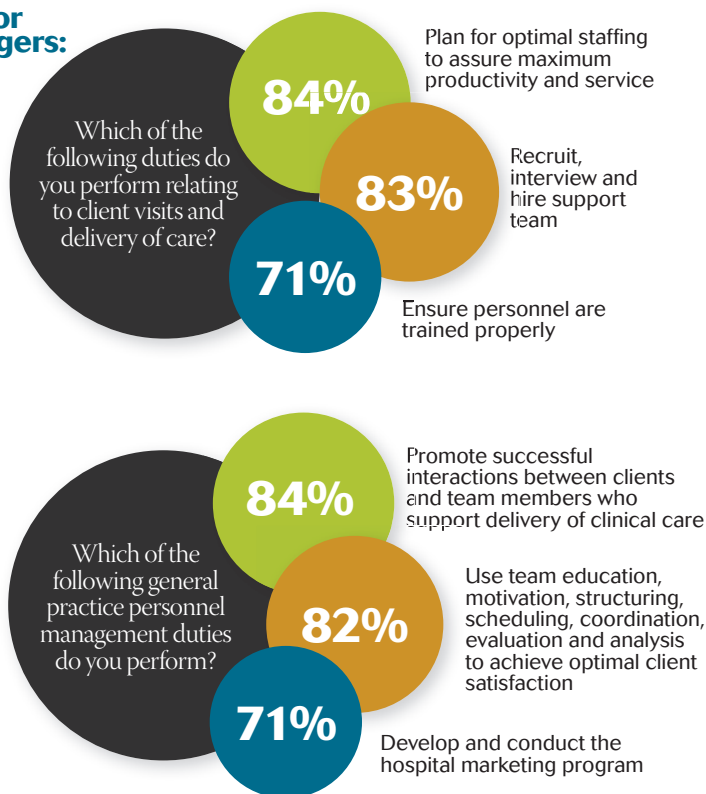 or
gers:
Which of the
following duties do
you perform relating
to client visits and
delivery of care?
84%
Plan for optimal staffing
to assure maximum
productivity and service
83%
Recruit,
interview and
hire support
team
71%
Ensure personnel are
trained properly
Which of the
following general
practice personnel
management duties
do you perform?
84%
Promote successful
interactions between clients
and team members who
support delivery of clinical care
82%
Use team education,
motivation, structuring,
scheduling, coordination,
evaluation and analysis
to achieve optimal client
satisfaction
71%
Develop and conduct the
hospital marketing program